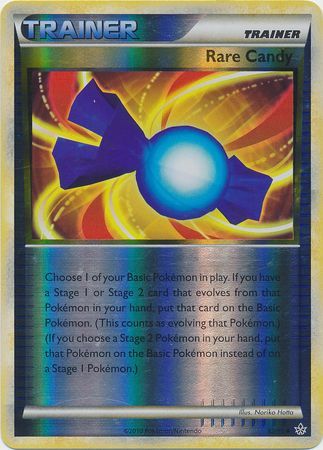 TRAINER
TRAINER
Rare Candy
Choose 1 of your Basic Pokémon in play. If you have
a Stage 1 or Stage 2 card that evolves from that
Pokémon in your hand, put that card on the Basic
Pokémon. (This counts as evolving that Pokémon.)
(If you choose a Stage 2 Pokémon in your hand, put
that Pokémon on the Basic Pokémon instead of on
a Stage 1 Pokémon.)
Illus. Noriko Hotta
©2010 Pokémon/Nintendo